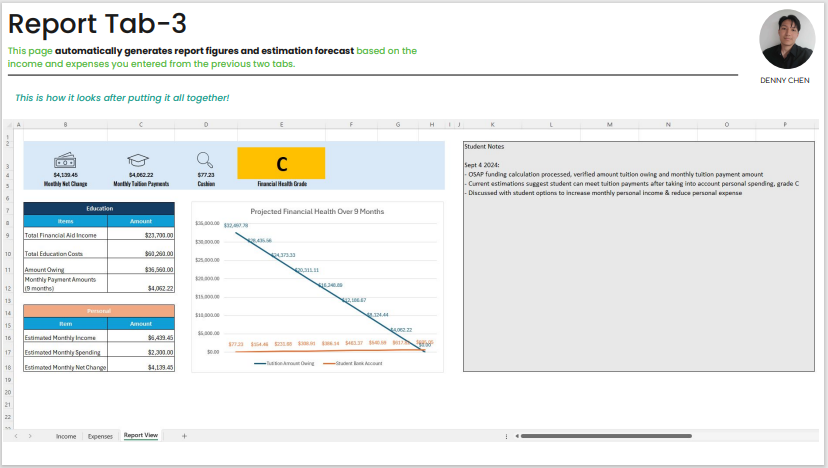 Report Tab-3
This page automatically generates report figures and estimation forecast based on the
income and expenses you entered from the previous two tabs.
DENNY CHEN
This is how it looks after putting it all together!
A B C D E F G H I J K L M N O P
1
2
3
4
5
6
7
8
9
10
11
12
13
14
15
16
17
18
19
20
21
22
$4,139.45
Monthly Net Change
$4,062.22
Monthly Tuition Payments
$77.23
Cashion
C
Financial Health Grade
Education
Items Amount
Total Financial Aid Income $23,700.00
Total Education Costs $60,260.00
Amount Owing $36,560.00
Monthly Payment Amounts
(9 months) $4,062.22
Personal
Item Amount
Estimated Monthly Income $6,439.45
Estimated Monthly Spending $2,300.00
Estimated Monthly Net Change $4,139.45
Projected Financial Health Over 9 Months
$35,000.00
$30,000.00
$25,000.00
$20,000.00
$15,000.00
$10,000.00
$5,000.00
$0.00
$32,497.78
$28,435.56
$24,373.33
$20,311.11
$16,248.89
$12,186.67
$8,124.44
$4,062.22
$0.00
$77.23 $154.46 $231.69 $308.91 $386.14 $463.37 $540.60
Tuition Amount Owing Student Bank Account
Student Notes
Sept 4 2024:
- OSAP funding calculation processed, verified amount tuition owing and monthly tuition payment amount
- Current estimations suggest student can meet tuition payments after taking into account personal spending, grade C
- Discussed with student options to increase monthly personal income & reduce personal expense
Income Expenses Report View +